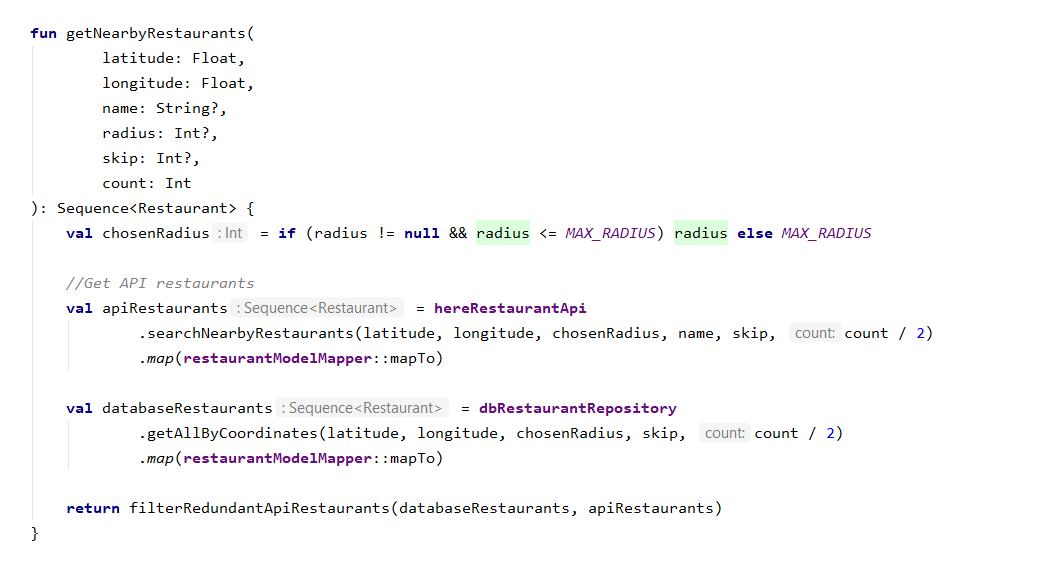 fun getNearbyRestaurants(
latitude: Float,
longitude: Float,
name: String?,
radius: Int?,
skip: Int?,
count: Int
): Sequence<Restaurant> {
val chosenRadius : Int = if (radius != null && radius <= MAX_RADIUS) radius else MAX_RADIUS
//Get API restaurants
val apiRestaurants : Sequence<Restaurant> = hereRestaurantApi
.searchNearbyRestaurants(latitude, longitude, chosenRadius, name, skip, count: count / 2)
.map(restaurantModelMapper::mapTo)
val databaseRestaurants : Sequence<Restaurant> = dbRestaurantRepository
.getAllByCoordinates(latitude, longitude, chosenRadius, skip, count: count / 2)
.map(restaurantModelMapper::mapTo)
return filterRedundantApiRestaurants(databaseRestaurants, apiRestaurants)
}